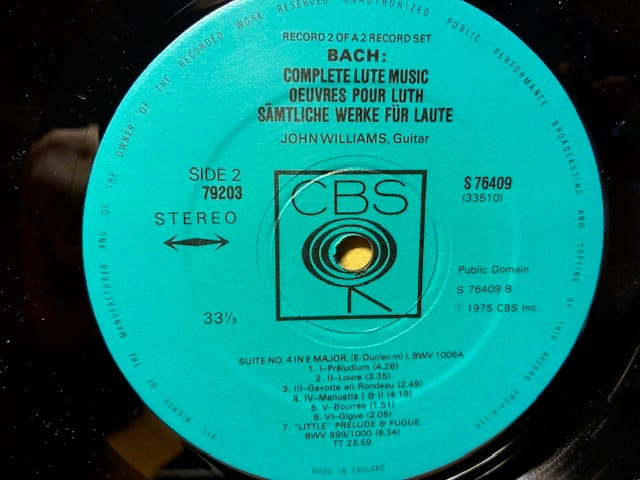 ALL RIGHTS OF THE MANUFACTURER AND OF THE OWNER OF THE RECORDED WORK RESERVED UNAUTHORIZED PUBLIC PERFORMANCE BROADCASTING AND COPYING OF THIS RECORD PROHIBITED
RECORD 2 OF A 2 RECORD SET
BACH:
COMPLETE LUTE MUSIC
OEUVRES POUR LUTH
SÄMTLICHE WERKE FÜR LAUTE
JOHN WILLIAMS, Guitar
SIDE 2
79203
STEREO
S 76409
(33510)
CBS
Public Domain
S 76409 B
℗ 1975 CBS Inc.
33⅓
SUITE NO. 4 IN E MAJOR, (E-Dur/en mi), BWV 1006A
1. I–Präludium (4.26)
2. II–Loure (3.35)
3. III–Gavotte en Rondeau (2.49)
4. IV–Menuetts I & II (4.19)
5. V–Bourrée (1.51)
6. VI–Gigue (2.05)
7. "LITTLE" PRELUDE & FUGUE,
BWV 999/1000 (6.34)
TT 25.59
MADE IN ENGLAND